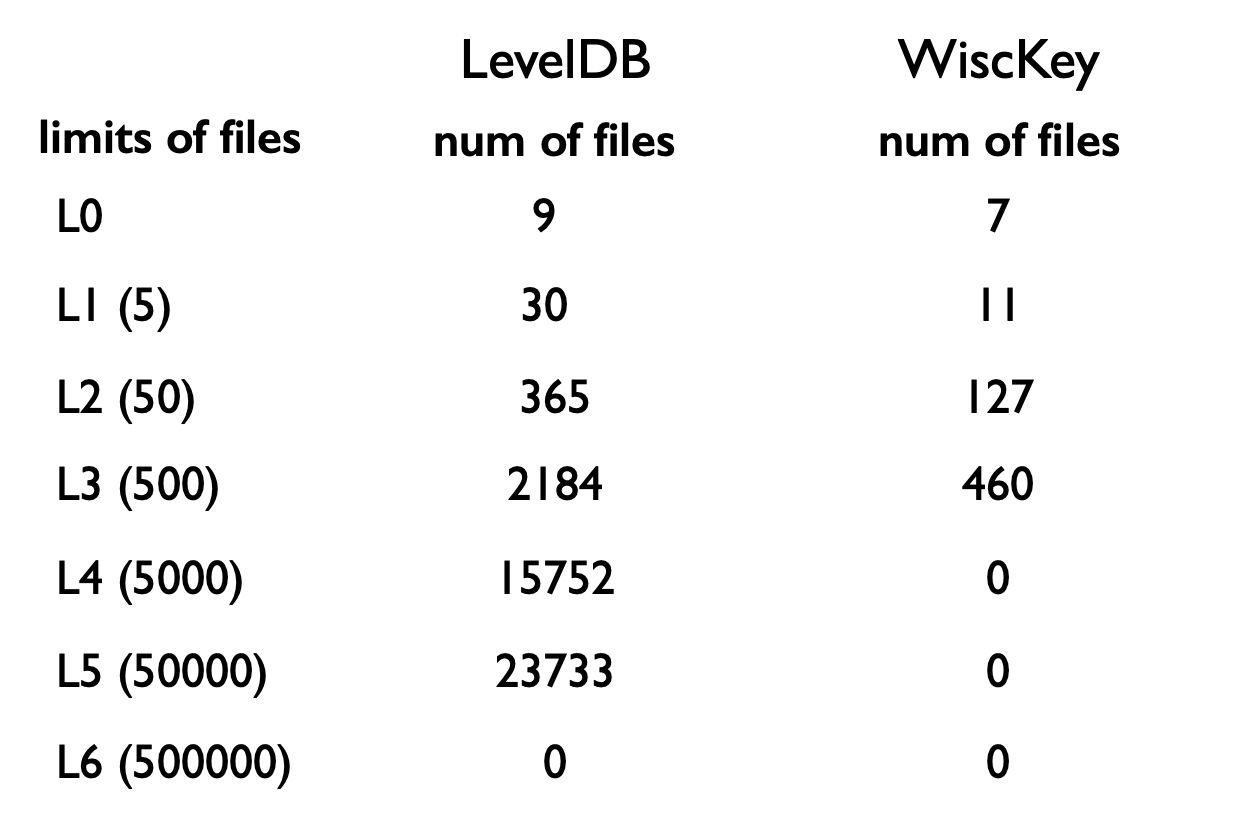 LevelDB WiscKey
limits of files num of files num of files
L0 9 7
L1 (5) 30 11
L2 (50) 365 127
L3 (500) 2184 460
L4 (5000) 15752 0
L5 (50000) 23733 0
L6 (500000) 0 0